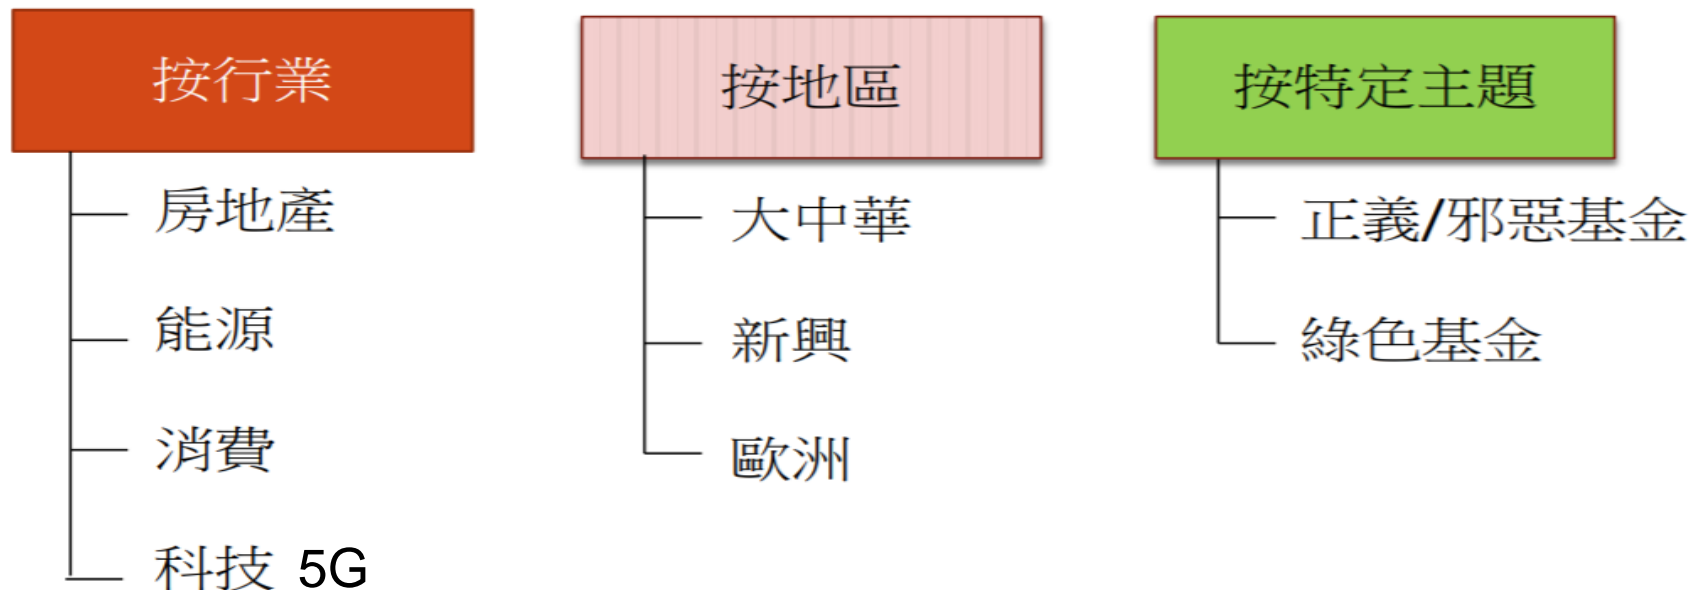 按行業
房地產
能源
消費
科技 5G
按地區
大中華
新興
歐洲
按特定主題
正義/邪惡基金
綠色基金